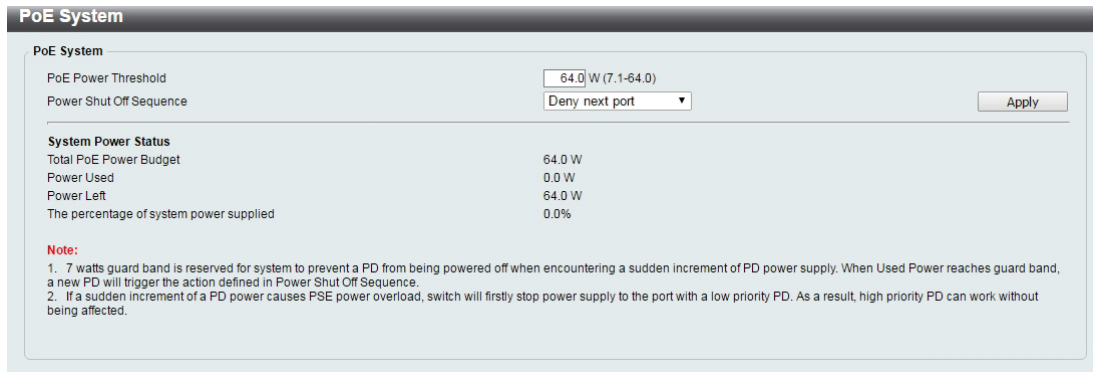 PoE System
PoE System
PoE Power Threshold 64.0 W (7.1-64.0)
Power Shut Off Sequence Deny next port Apply
System Power Status
Total PoE Power Budget 64.0 W
Power Used 0.0 W
Power Left 64.0 W
The percentage of system power supplied 0.0%
Note:
1. 7 watts guard band is reserved for system to prevent a PD from being powered off when encountering a sudden increment of PD power supply. When Used Power reaches guard band,
a new PD will trigger the action defined in Power Shut Off Sequence.
2. If a sudden increment of a PD power causes PSE power overload, switch will firstly stop power supply to the port with a low priority PD. As a result, high priority PD can work without
being affected.